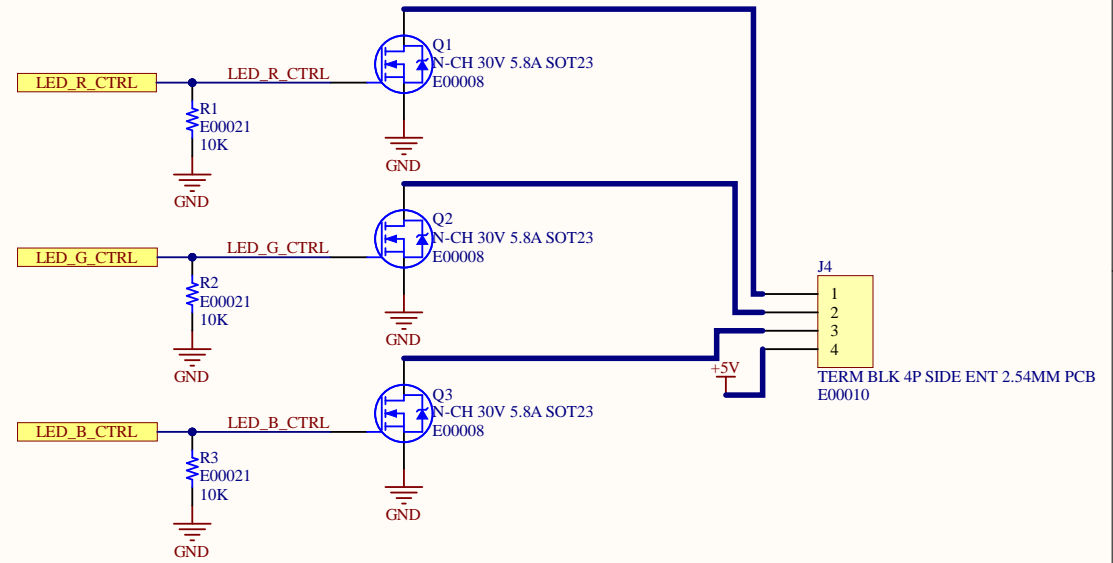 Q1
N-CH 30V 5.8A SOT23
E00008
LED_R_CTRL
LED_R_CTRL
R1
E00021
10K
GND
GND
Q2
N-CH 30V 5.8A SOT23
E00008
LED_G_CTRL
LED_G_CTRL
R2
E00021
10K
GND
GND
J4
1
2
3
4
TERM BLK 4P SIDE ENT 2.54MM PCB
E00010
+5V
Q3
N-CH 30V 5.8A SOT23
E00008
LED_B_CTRL
LED_B_CTRL
R3
E00021
10K
GND
GND